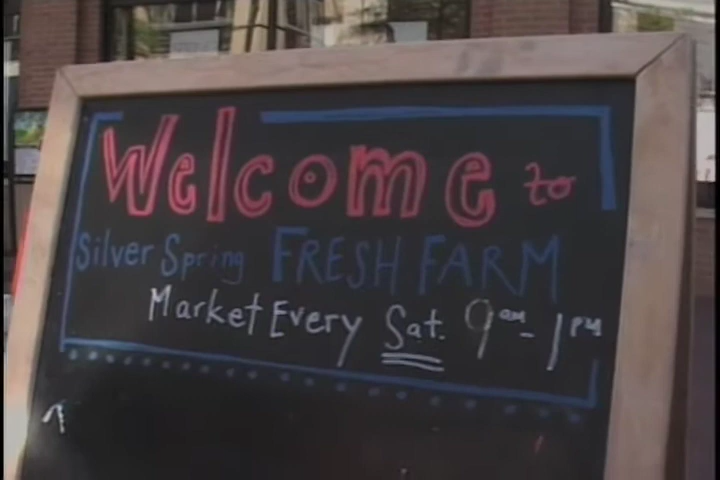 Welcome to
Silver Spring FRESH FARM
Market Every Sat. 9am - 1PM